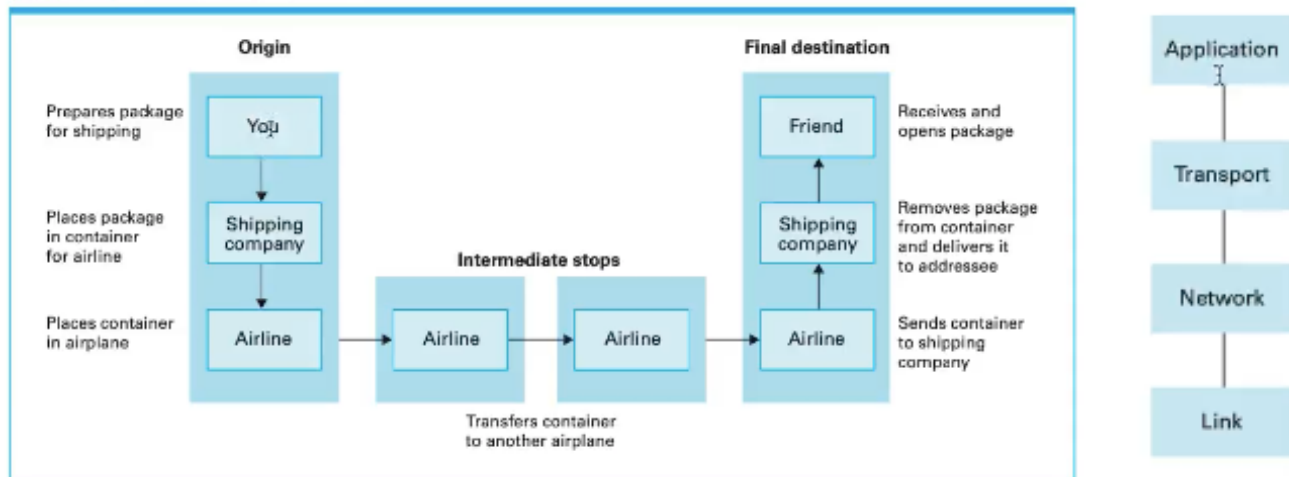 Origin
Final destination
Prepares package
for shipping
You
Friend
Receives and
opens package
Places package
in container
for airline
Shipping
company
Shipping
company
Removes package
from container
and delivers it
to addressee
Intermediate stops
Places container
in airplane
Airline
Airline
Airline
Airline
Sends container
to shipping
company
Transfers container
to another airplane
Application
Transport
Network
Link